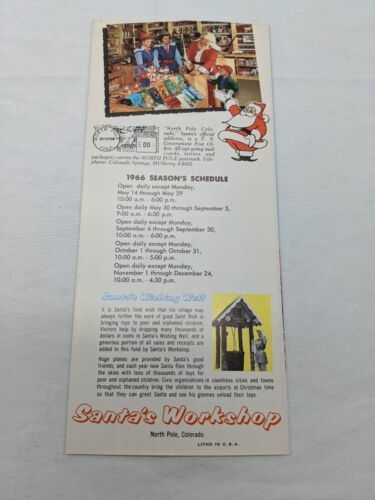 "North Pole Colo-
rado," Santa's official
address, is a U. S.
Government Post Of-
fice. All out-going mail
(cards, letters, and
packages) carries the NORTH POLE postmark. Tele-
phone: Colorado Springs, MUlberry 4-9432.
1966 SEASON'S SCHEDULE
Open daily except Monday,
May 14 through May 29
10:00 a.m. - 6:00 p.m.
Open daily May 30 through September 5,
9:00 a.m. - 6:30 p.m.
Open daily except Monday,
September 6 through September 30,
10:00 a.m. - 6:00 p.m.
Open daily except Monday,
October 1 through October 31,
10:00 a.m. - 5:00 p.m.
Open daily except Monday,
November 1 through December 24,
10:00 a.m. - 4:30 p.m.
Santa's Wishing Well
It is Santa's fond wish that his village may
always further the work of good Saint Nick in
bringing toys to poor and orphaned children.
Visitors help by dropping many thousands of
dollars in coins in Santa's Wishing Well, and a
generous portion of all sales and receipts are
added to this fund by Santa's Workshop.
Huge planes are provided by Santa's good
friends, and each year now Santa flies through
the skies with tens of thousands of toys for
poor and orphaned children. Civic organizations in countless cities and towns
throughout the country bring the children to the airports at Christmas time
so that they can greet Santa and see his gnomes unload their toys.
Santa's Workshop
North Pole, Colorado.
LITHO IN U.S.A.